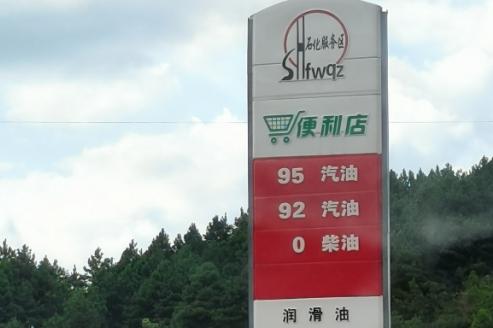 石化服务区
fwqz
便利店
95 汽油
92 汽油
0 柴油
润滑油